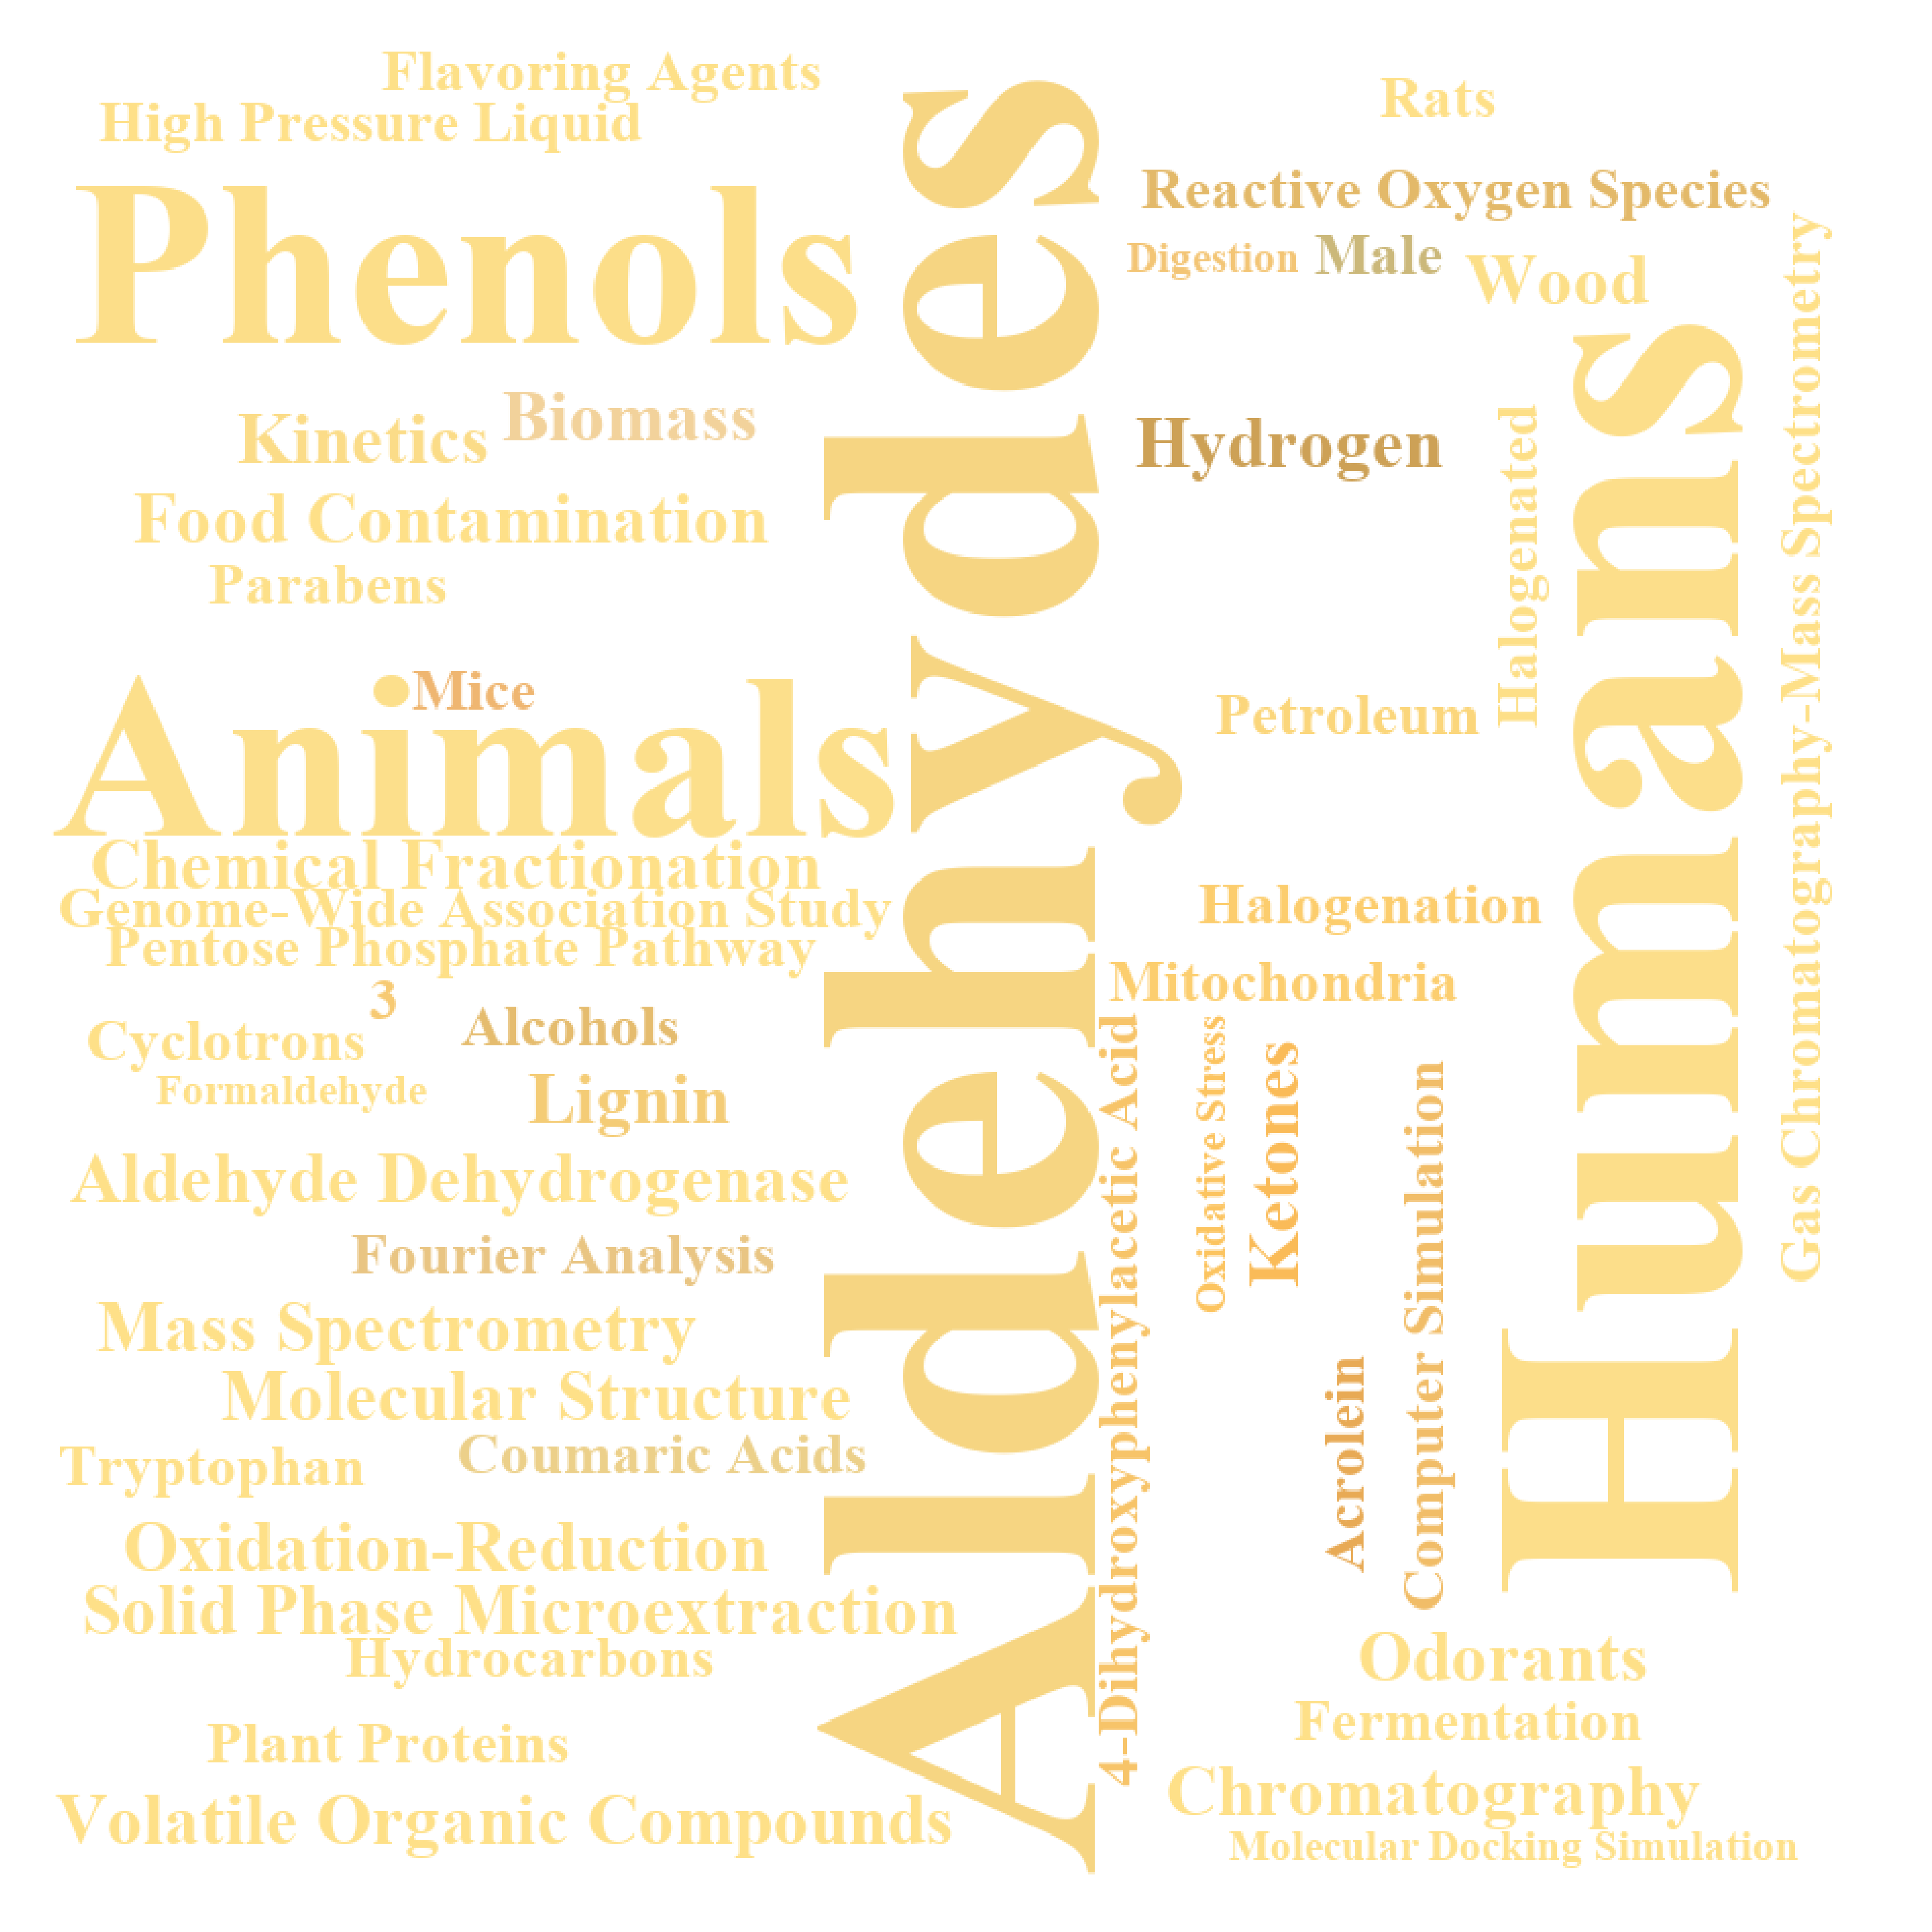 Flavoring Agents
High Pressure Liquid
Phenols
Kinetics
Biomass
Food Contamination
Parabens
Mice
Animals
Chemical Fractionation
Genome-Wide Association Study
Pentose Phosphate Pathway
3
Cyclotrons
Alcohols
Formaldehyde
Lignin
Aldehyde Dehydrogenase
Fourier Analysis
Mass Spectrometry
Molecular Structure
Tryptophan
Coumaric Acids
Oxidation-Reduction
Solid Phase Microextraction
Hydrocarbons
Plant Proteins
Volatile Organic Compounds
Aldehydes
Rats
Reactive Oxygen Species
Digestion
Male
Wood
Hydrogen
Halogenated
Petroleum
Humans
Gas Chromatography-Mass Spectrometry
Halogenation
Mitochondria
4-Dihydroxyphenylacetic Acid
Oxidative Stress
Ketones
Acrolein
Computer Simulation
Odorants
Fermentation
Chromatography
Molecular Docking Simulation